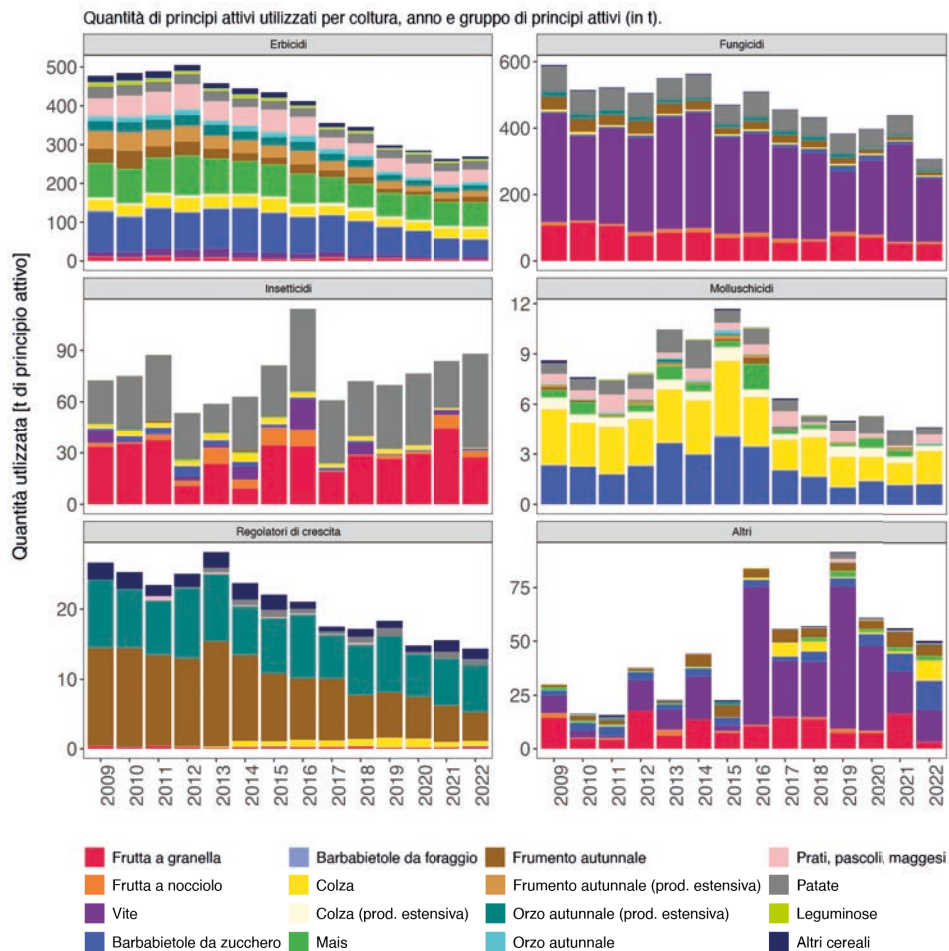 Quantità di principi attivi utilizzati per coltura, anno e gruppo di principi attivi (in t).
Quantità utilizzata [t di principio attivo]
Erbicidi
500
400
300
200
100
0
Fungicidi
600
400
200
0
Insetticidi
90
60
30
0
Molluschicidi
12
9
6
3
0
Regolatori di crescita
20
10
0
Altri
75
50
25
0
2009 2010 2011 2012 2013 2014 2015 2016 2017 2018 2019 2020 2021 2022
2009 2010 2011 2012 2013 2014 2015 2016 2017 2018 2019 2020 2021 2022
Frutta a granella
Frutta a nocciolo
Vite
Barbabietole da zucchero
Barbabietole da foraggio
Colza
Colza (prod. estensiva)
Mais
Frumento autunnale
Frumento autunnale (prod. estensiva)
Orzo autunnale (prod. estensiva)
Orzo autunnale
Prati, pascoli, maggesi
Patate
Leguminose
Altri cereali